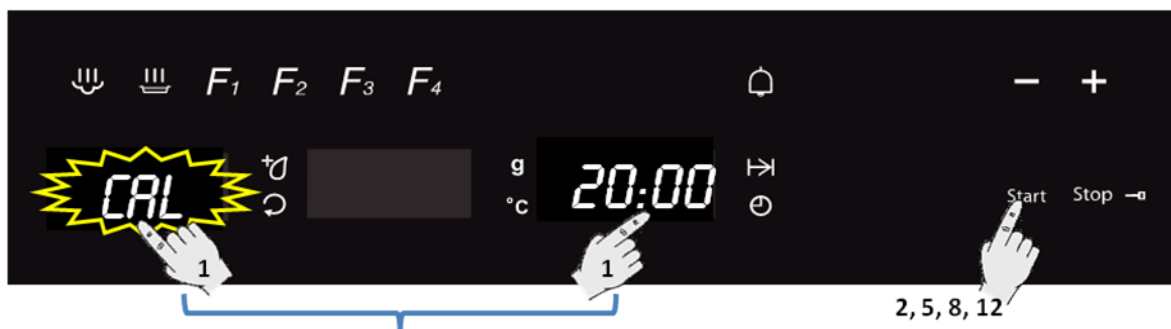 F1 F2 F3 F4 − +
CAL + g 20:00
°C Start Stop
1 1
2, 5, 8, 12